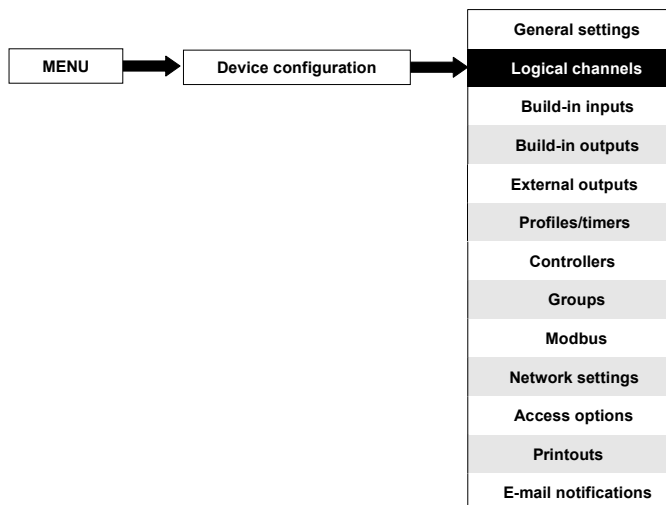 General settings
MENU
Device configuration
Logical channels
Build-in inputs
Build-in outputs
External outputs
Profiles/timers
Controllers
Groups
Modbus
Network settings
Access options
Printouts
E-mail notifications